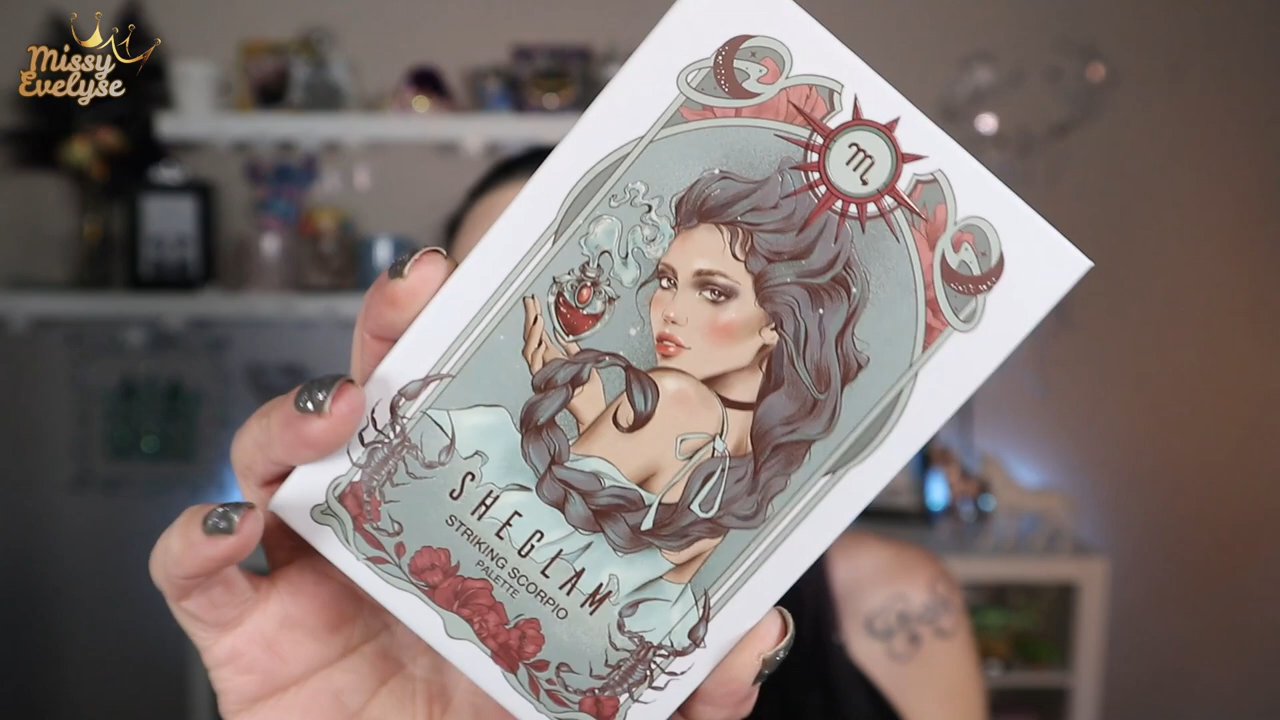 Missy
Evelyse
♏
SHEGLAM
STRIKING SCORPIO
PALETTE